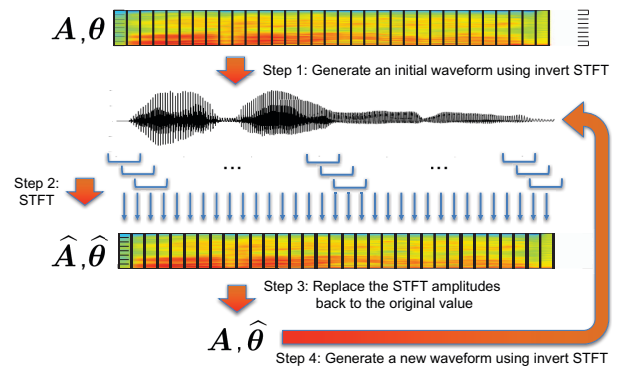 A, θ
Step 1: Generate an initial waveform using invert STFT
...
...
Step 2:
STFT
Â, θ̂
Step 3: Replace the STFT amplitudes
back to the original value
A, θ̂
Step 4: Generate a new waveform using invert STFT